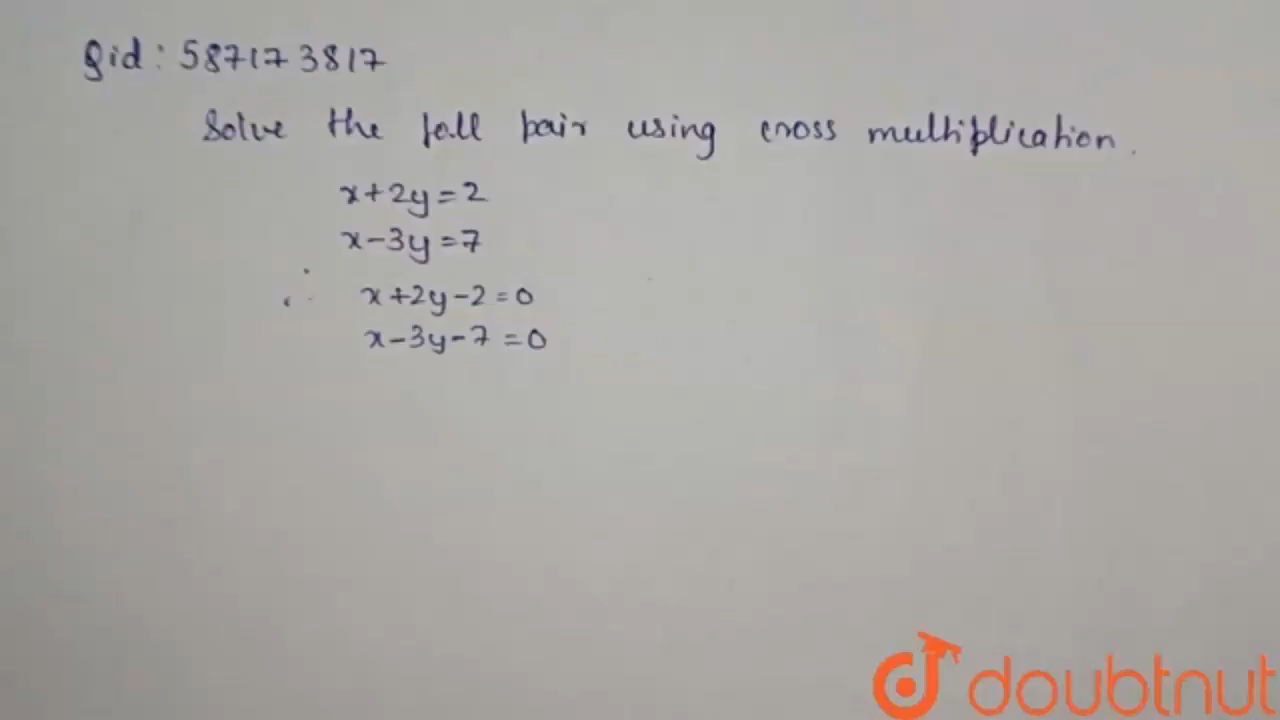 Qid: 587173817
Solve the foll pair using cross multiplication.
x+2y=2
x-3y=7
∴ x+2y-2=0
x-3y-7=0
doubtnut